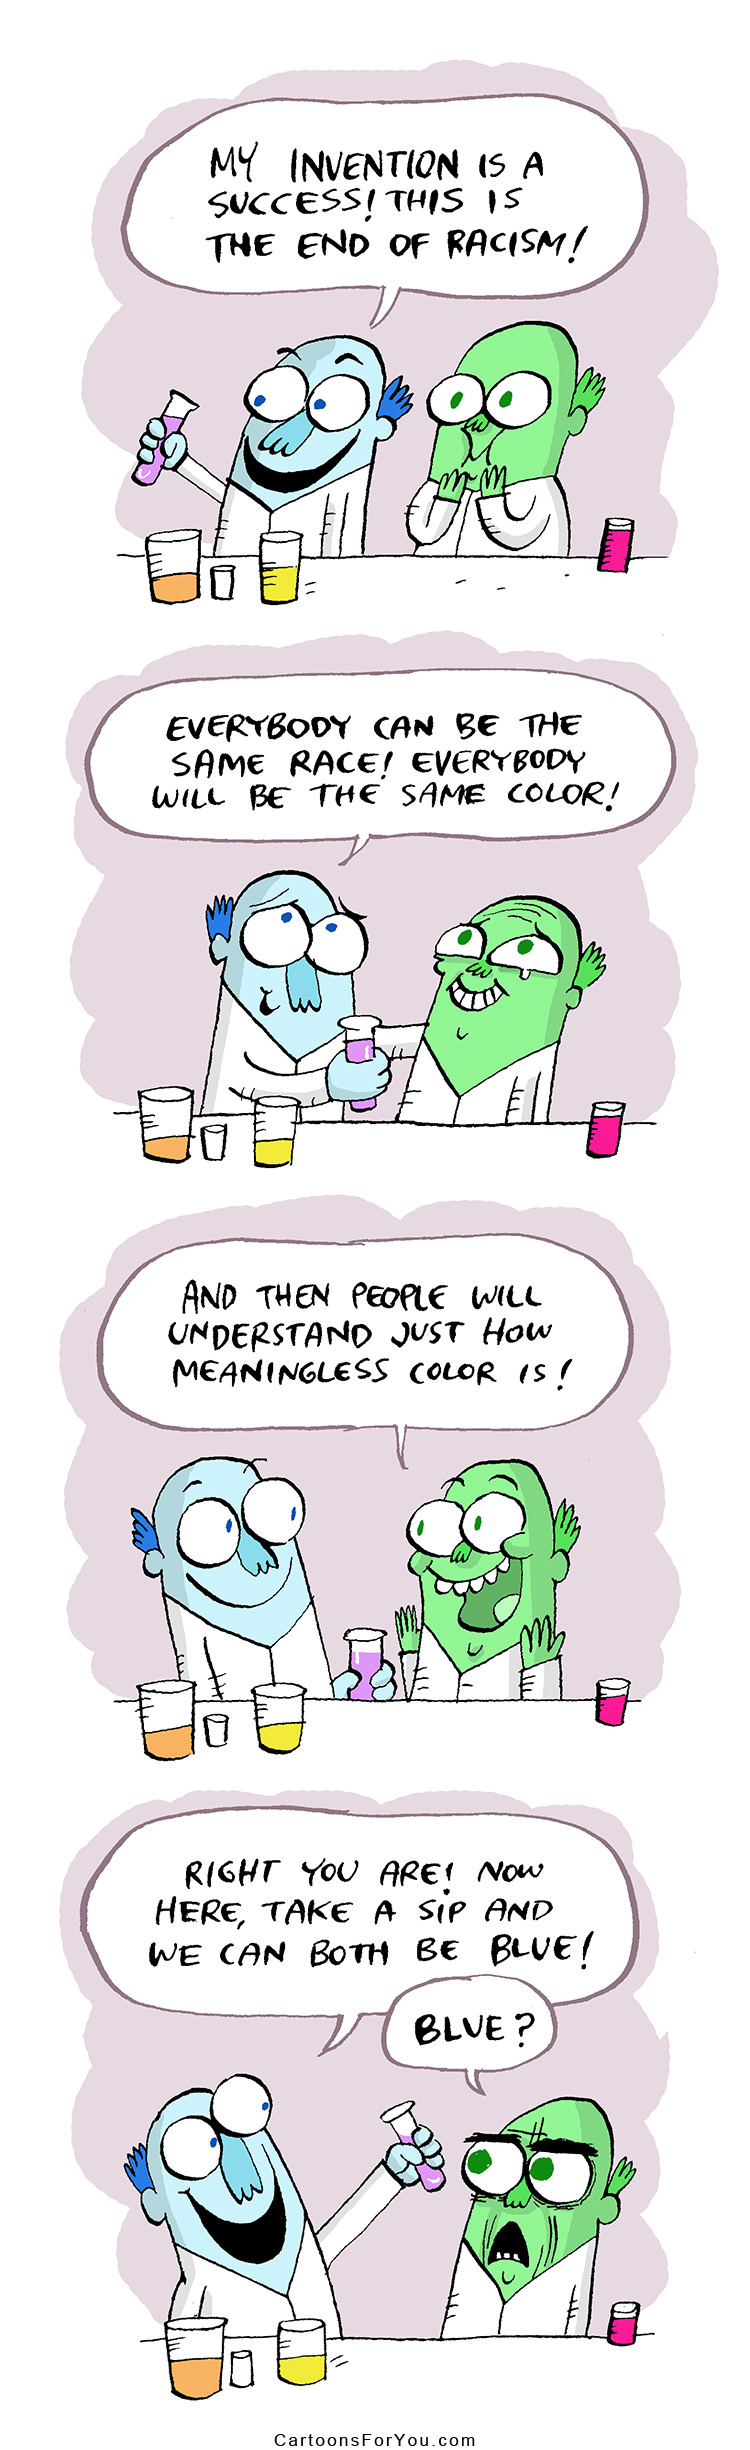 MY INVENTION IS A
SUCCESS! THIS IS
THE END OF RACISM!
EVERYBODY CAN BE THE
SAME RACE! EVERYBODY
WILL BE THE SAME COLOR!
AND THEN PEOPLE WILL
UNDERSTAND JUST HOW
MEANINGLESS COLOR IS!
RIGHT YOU ARE! NOW
HERE, TAKE A SIP AND
WE CAN BOTH BE BLUE!
BLUE?
CartoonsForYou.com